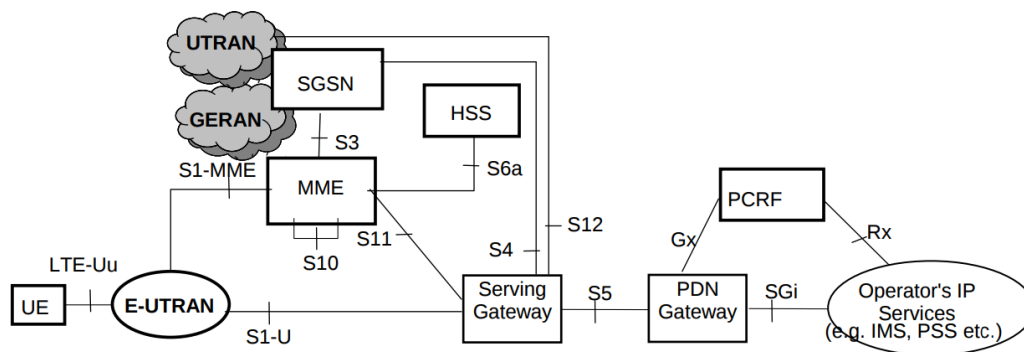 UTRAN
SGSN
GERAN
HSS
S3
S1-MME
S6a
MME
PCRF
S12
S11
Gx
Rx
S4
S10
LTE-Uu
UE
E-UTRAN
Serving
Gateway
S5
PDN
Gateway
SGi
Operator's IP
Services
(e.g. IMS, PSS etc.)
S1-U